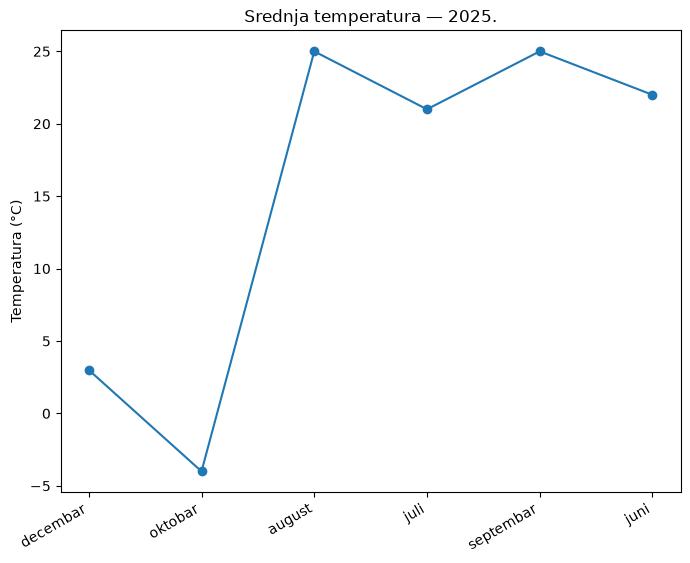 Srednja temperatura — 2025.
Temperatura (°C)
25
20
15
10
5
0
−5
decembar
oktobar
august
juli
septembar
juni